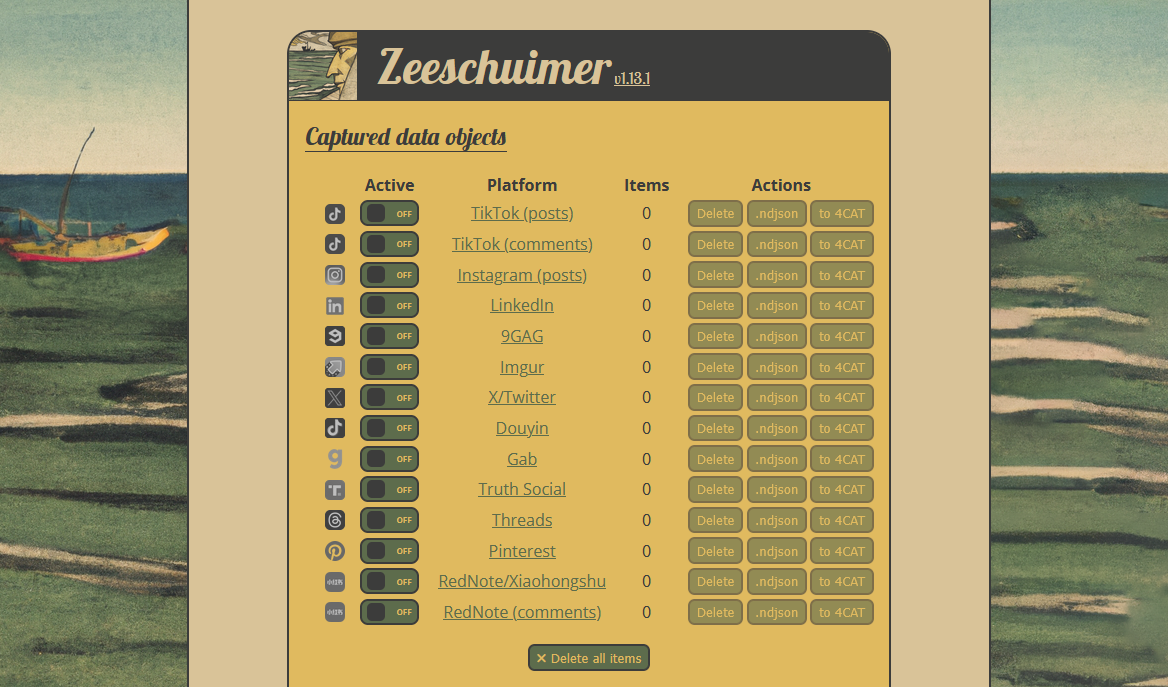 Zeeschuimer v1.13.1
Captured data objects
Active Platform Items Actions
OFF TikTok (posts) 0 Delete .ndjson to 4CAT
OFF TikTok (comments) 0 Delete .ndjson to 4CAT
OFF Instagram (posts) 0 Delete .ndjson to 4CAT
OFF LinkedIn 0 Delete .ndjson to 4CAT
OFF 9GAG 0 Delete .ndjson to 4CAT
OFF Imgur 0 Delete .ndjson to 4CAT
OFF X/Twitter 0 Delete .ndjson to 4CAT
OFF Douyin 0 Delete .ndjson to 4CAT
OFF Gab 0 Delete .ndjson to 4CAT
OFF Truth Social 0 Delete .ndjson to 4CAT
OFF Threads 0 Delete .ndjson to 4CAT
OFF Pinterest 0 Delete .ndjson to 4CAT
OFF RedNote/Xiaohongshu 0 Delete .ndjson to 4CAT
OFF RedNote (comments) 0 Delete .ndjson to 4CAT
✕ Delete all items